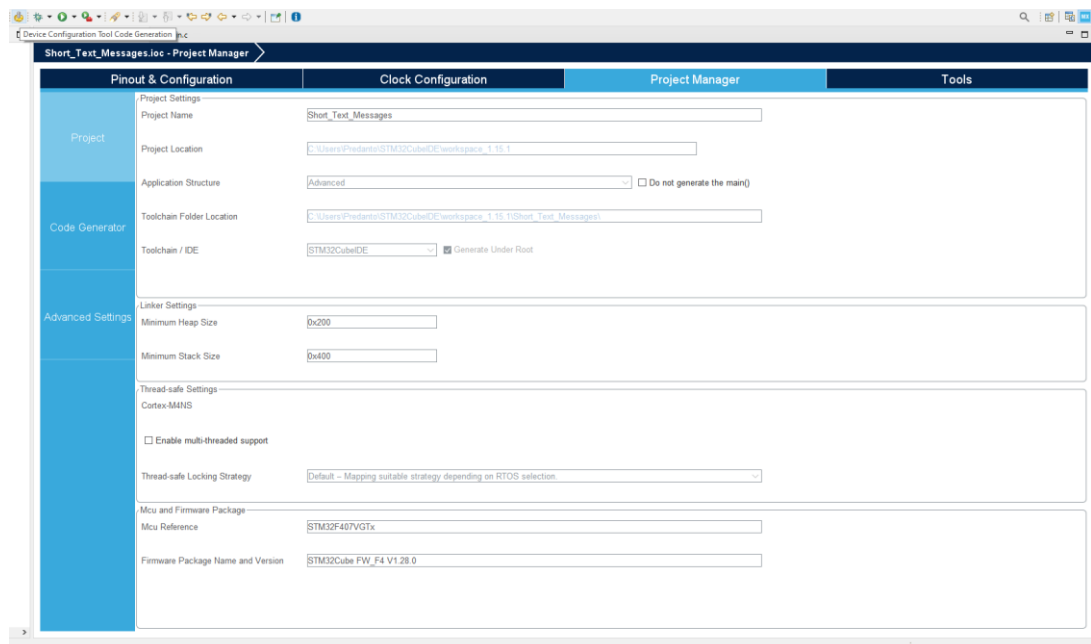 Device Configuration Tool Code Generation
n.c
Short_Text_Messages.ioc - Project Manager
Pinout & Configuration
Clock Configuration
Project Manager
Tools
Project
Code Generator
Advanced Settings
Project Settings
Project Name
Short_Text_Messages
Project Location
C:\Users\Predanto\STM32CubeIDE\workspace_1.15.1
Application Structure
Advanced
Do not generate the main()
Toolchain Folder Location
C:\Users\Predanto\STM32CubeIDE\workspace_1.15.1\Short_Text_Messages\
Toolchain / IDE
STM32CubeIDE
Generate Under Root
Linker Settings
Minimum Heap Size
0x200
Minimum Stack Size
0x400
Thread-safe Settings
Cortex-M4NS
Enable multi-threaded support
Thread-safe Locking Strategy
Default – Mapping suitable strategy depending on RTOS selection.
Mcu and Firmware Package
Mcu Reference
STM32F407VGTx
Firmware Package Name and Version
STM32Cube FW_F4 V1.28.0